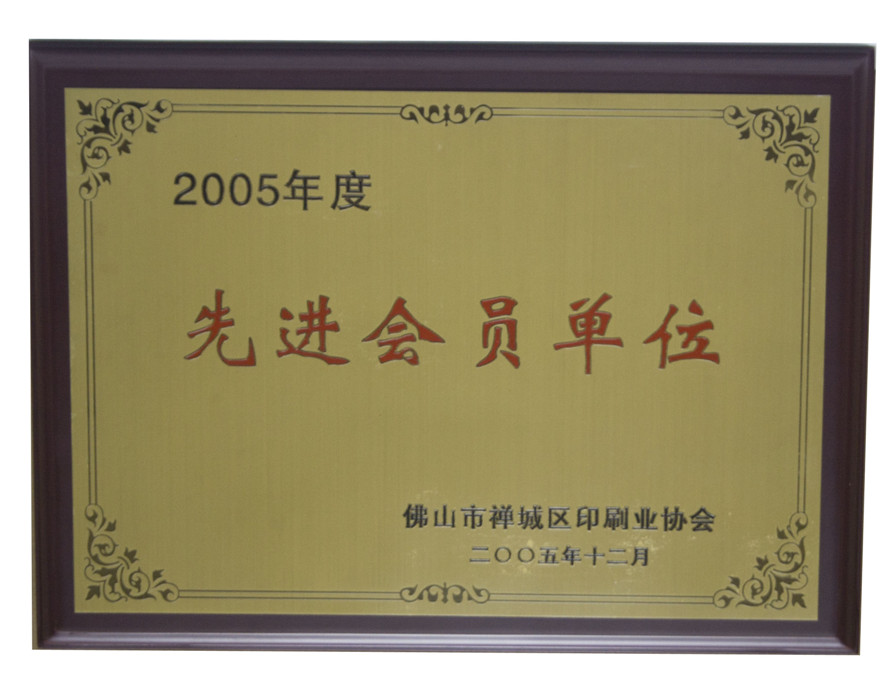 2005年度
先进会员单位
佛山市禅城区印刷业协会
二〇〇五年十二月